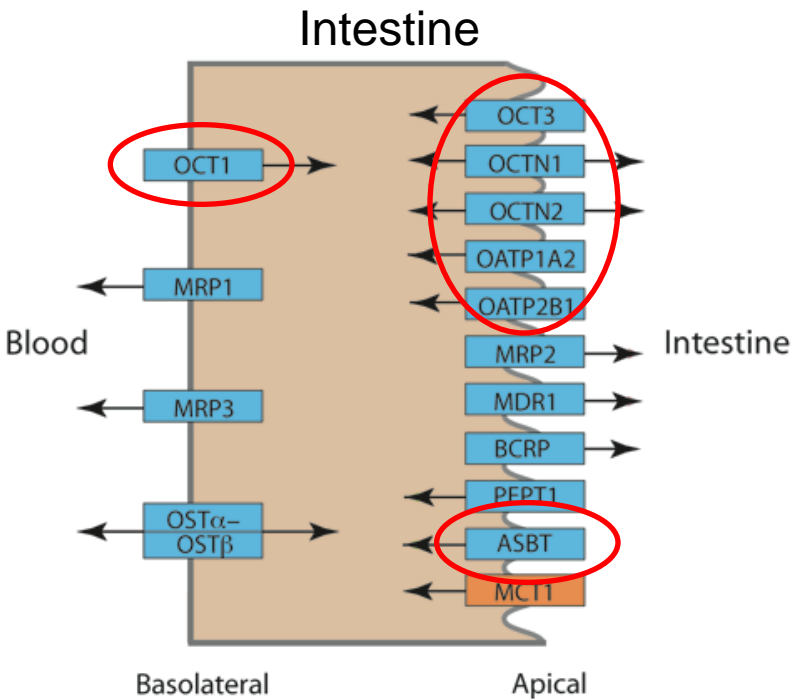 Intestine
OCT3
OCT1
OCTN1
OCTN2
OATP1A2
MRP1
OATP2B1
Blood
MRP2
Intestine
MRP3
MDR1
BCRP
PEPT1
OSTα–
OSTβ
ASBT
MCT1
Basolateral
Apical